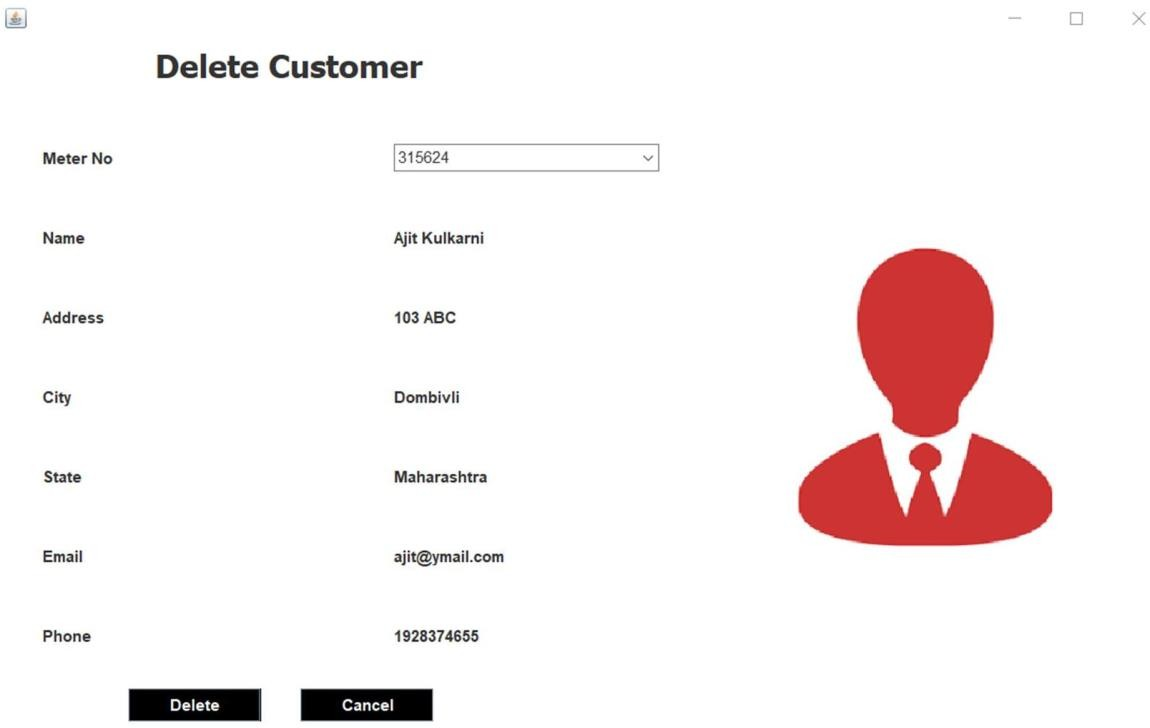 Delete Customer
Meter No 315624
Name Ajit Kulkarni
Address 103 ABC
City Dombivli
State Maharashtra
Email ajit@ymail.com
Phone 1928374655
Delete Cancel